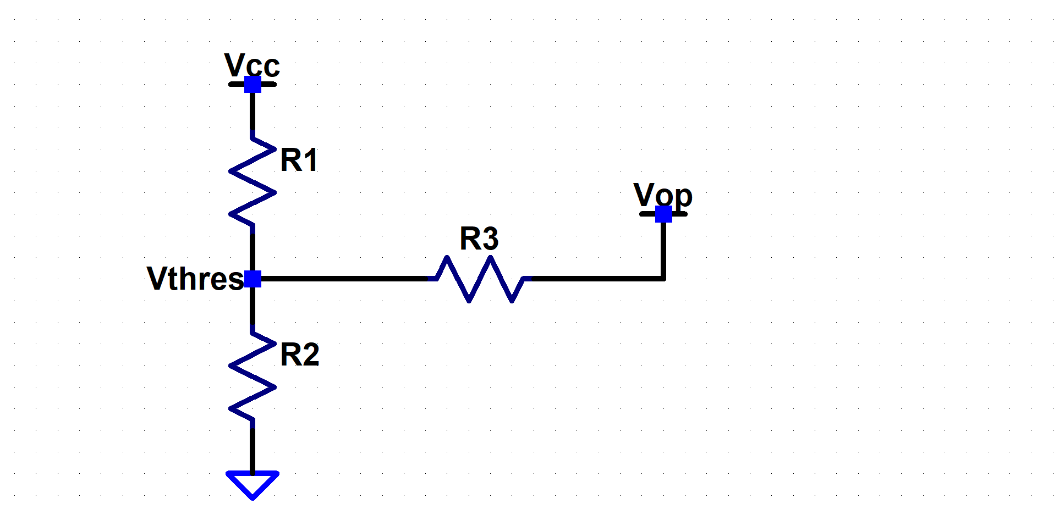 Vcc
R1
Vop
R3
Vthres
R2